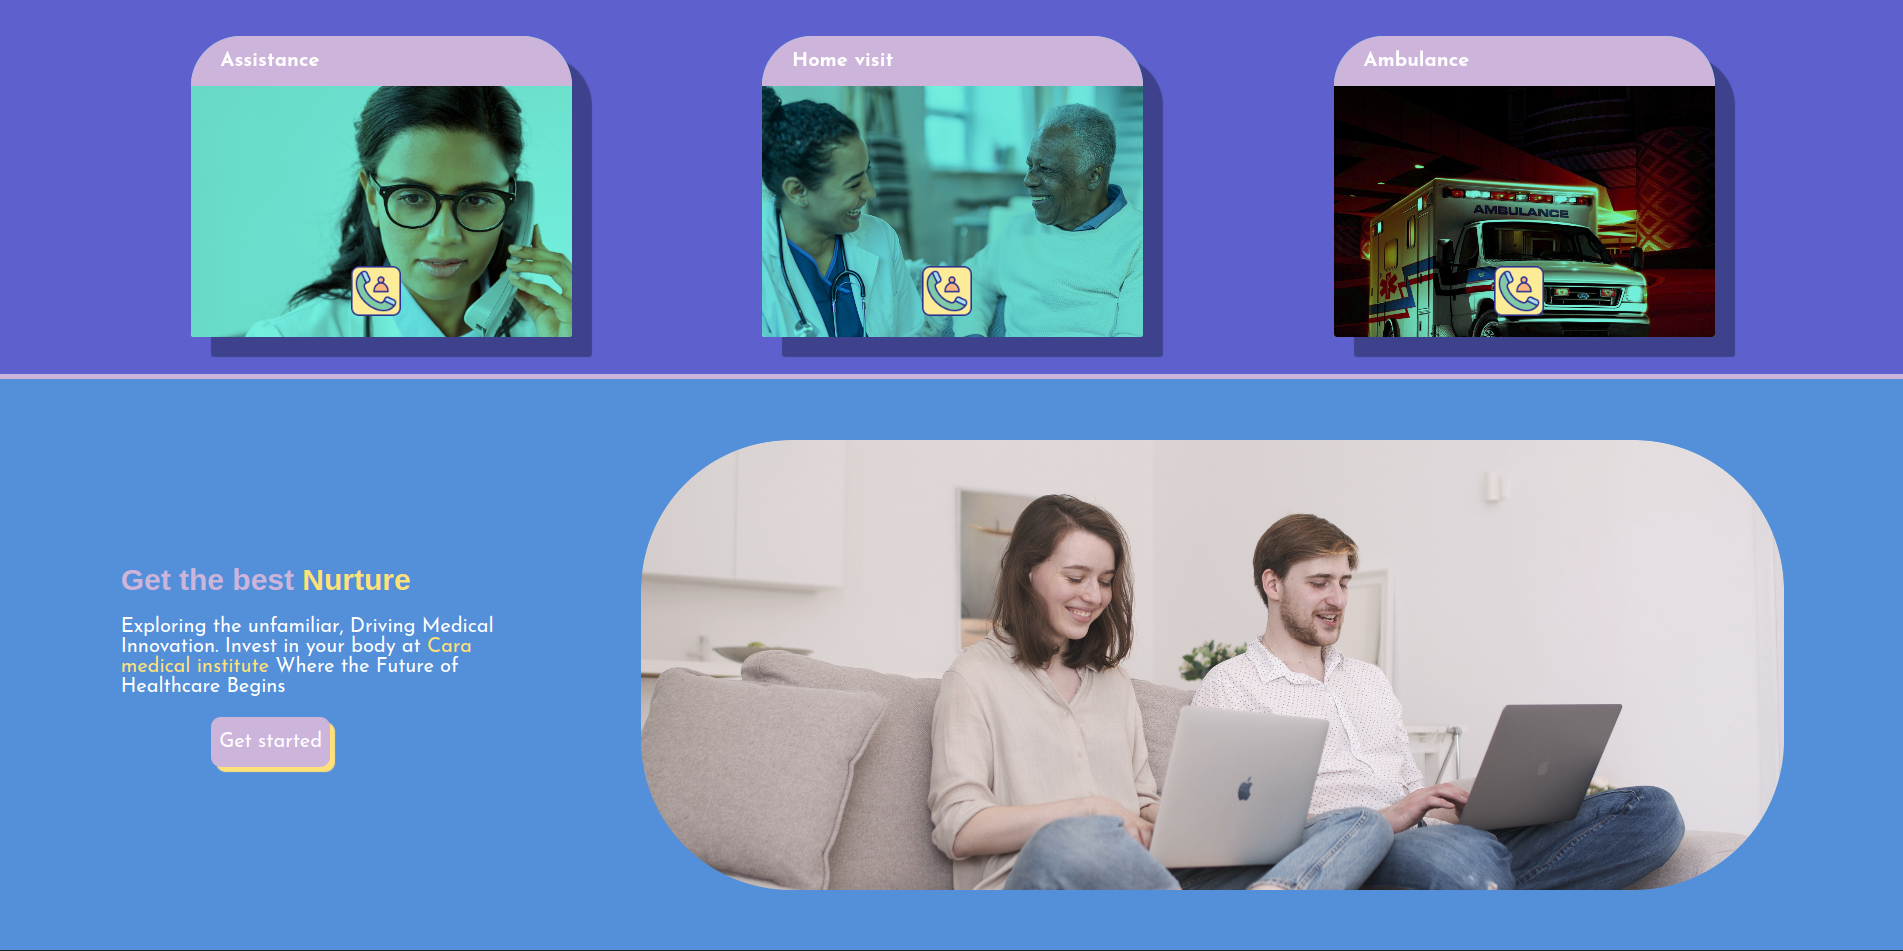 Assistance
Home visit
Ambulance
AMBULANCE
Get the best Nurture
Exploring the unfamiliar, Driving Medical
Innovation. Invest in your body at Cara
medical institute Where the Future of
Healthcare Begins
Get started